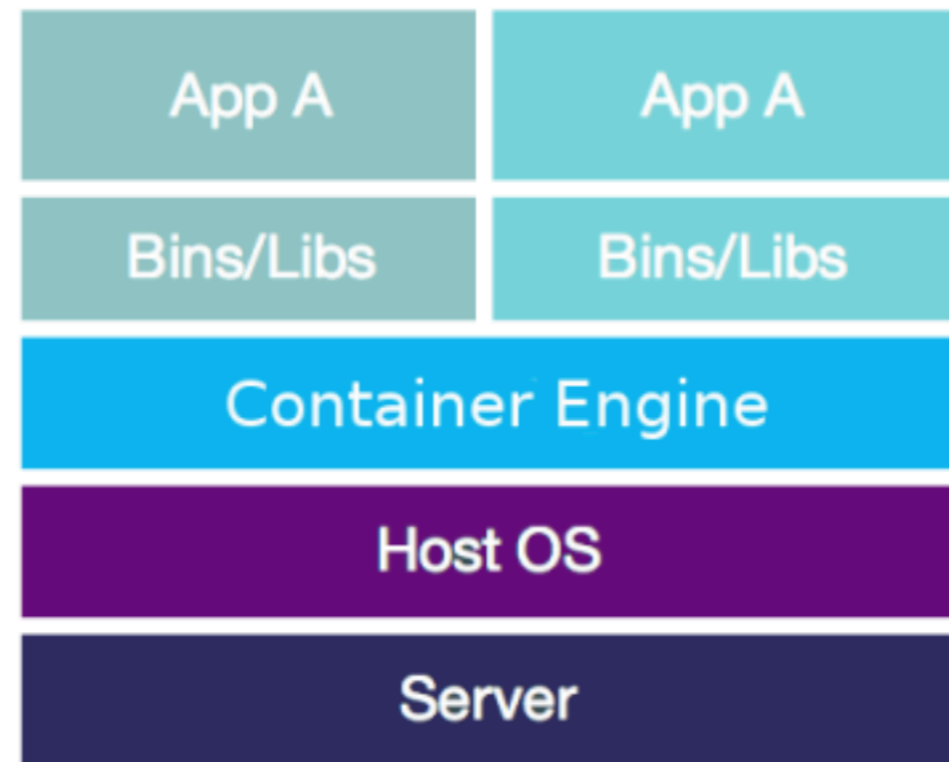 App A
App A
Bins/Libs
Bins/Libs
Container Engine
Host OS
Server